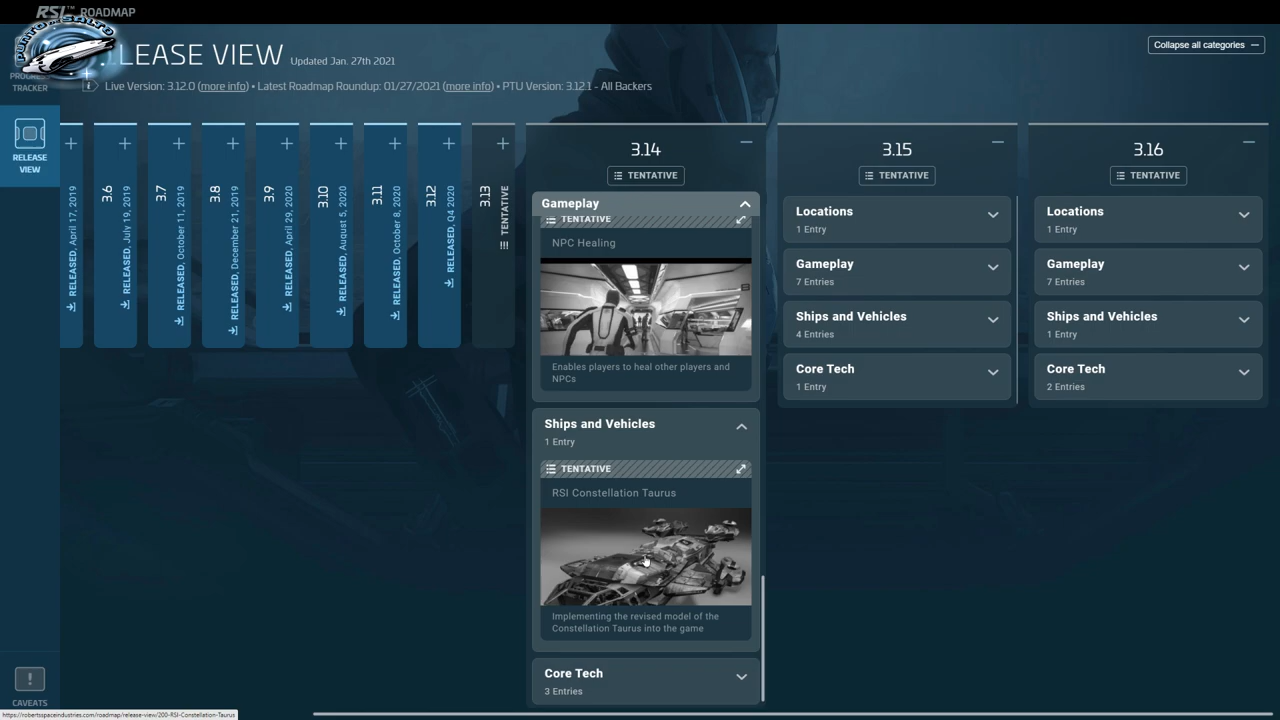 RSI™ ROADMAP
PUNTO DE SALTO
LEASE VIEW Updated Jan. 27th 2021
Collapse all categories
Live Version: 3.12.0 (more info) • Latest Roadmap Roundup: 01/27/2021 (more info) • PTU Version: 3.12.1 - All Backers
TRACKER
RELEASE
VIEW
RELEASED, April 17, 2019
3.6
RELEASED, July 19, 2019
3.7
RELEASED, October 11, 2019
3.8
RELEASED, December 21, 2019
3.9
RELEASED, April 29, 2020
3.10
RELEASED, August 5, 2020
3.11
RELEASED, October 8, 2020
3.12
RELEASED, Q4 2020
3.13
TENTATIVE
3.14
TENTATIVE
Gameplay
TENTATIVE
NPC Healing
Enables players to heal other players and
NPCs
Ships and Vehicles
1 Entry
TENTATIVE
RSI Constellation Taurus
Implementing the revised model of the
Constellation Taurus into the game
Core Tech
3 Entries
3.15
TENTATIVE
Locations
1 Entry
Gameplay
7 Entries
Ships and Vehicles
4 Entries
Core Tech
1 Entry
3.16
TENTATIVE
Locations
1 Entry
Gameplay
7 Entries
Ships and Vehicles
1 Entry
Core Tech
2 Entries
CAVEATS
https://robertsspaceindustries.com/roadmap/release-view/200-RSI-Constellation-Taurus